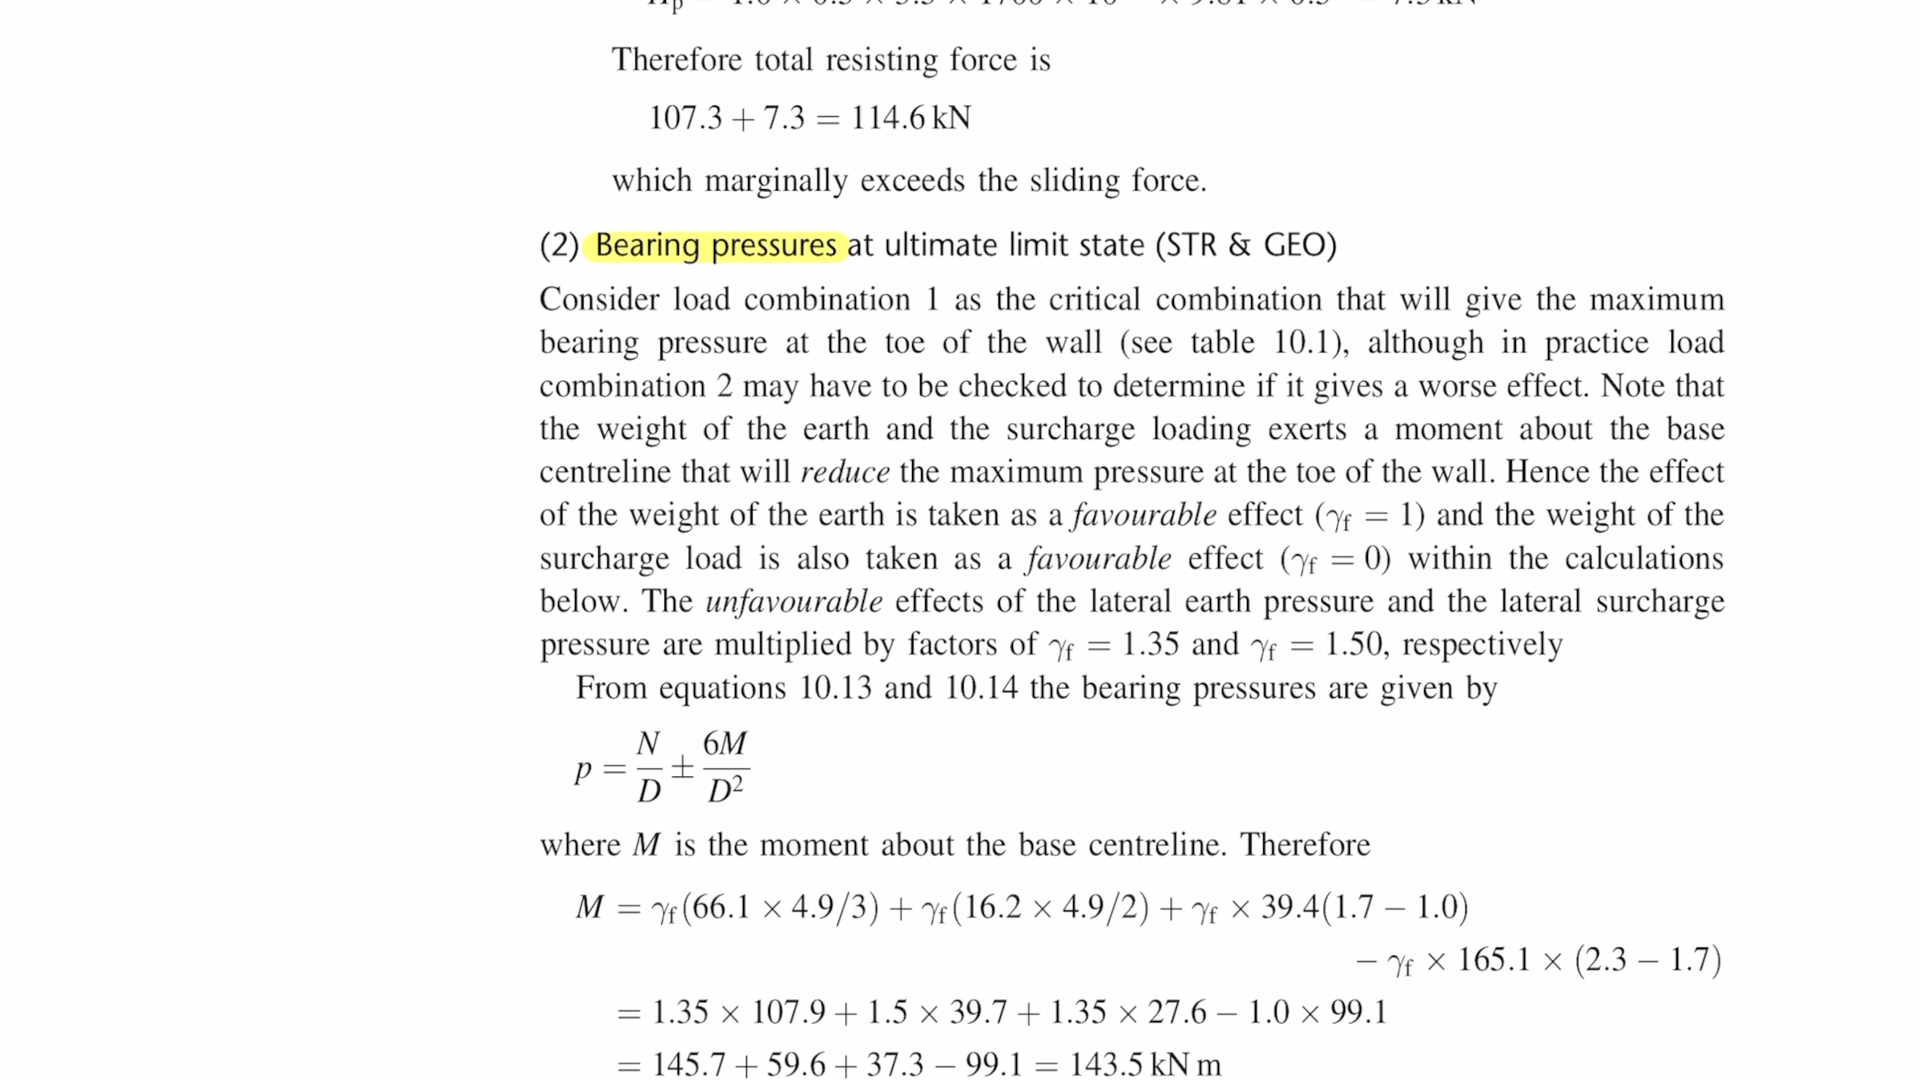 Therefore total resisting force is
107.3 + 7.3 = 114.6 kN
which marginally exceeds the sliding force.
(2) Bearing pressures at ultimate limit state (STR & GEO)
Consider load combination 1 as the critical combination that will give the maximum
bearing pressure at the toe of the wall (see table 10.1), although in practice load
combination 2 may have to be checked to determine if it gives a worse effect. Note that
the weight of the earth and the surcharge loading exerts a moment about the base
centreline that will reduce the maximum pressure at the toe of the wall. Hence the effect
of the weight of the earth is taken as a favourable effect (γf = 1) and the weight of the
surcharge load is also taken as a favourable effect (γf = 0) within the calculations
below. The unfavourable effects of the lateral earth pressure and the lateral surcharge
pressure are multiplied by factors of γf = 1.35 and γf = 1.50, respectively
From equations 10.13 and 10.14 the bearing pressures are given by
p = N/D ± 6M/D²
where M is the moment about the base centreline. Therefore
M = γf(66.1 × 4.9/3) + γf(16.2 × 4.9/2) + γf × 39.4(1.7 − 1.0)
− γf × 165.1 × (2.3 − 1.7)
= 1.35 × 107.9 + 1.5 × 39.7 + 1.35 × 27.6 − 1.0 × 99.1
= 145.7 + 59.6 + 37.3 − 99.1 = 143.5 kN m